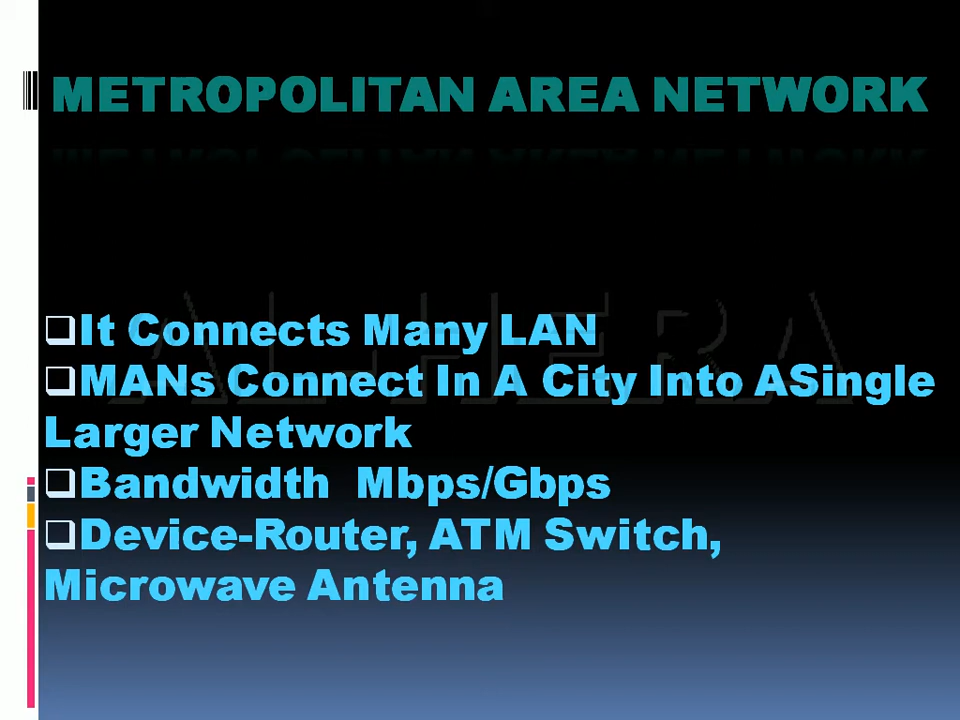 METROPOLITAN AREA NETWORK
It Connects Many LAN
MANs Connect In A City Into ASingle
Larger Network
Bandwidth Mbps/Gbps
Device-Router, ATM Switch,
Microwave Antenna